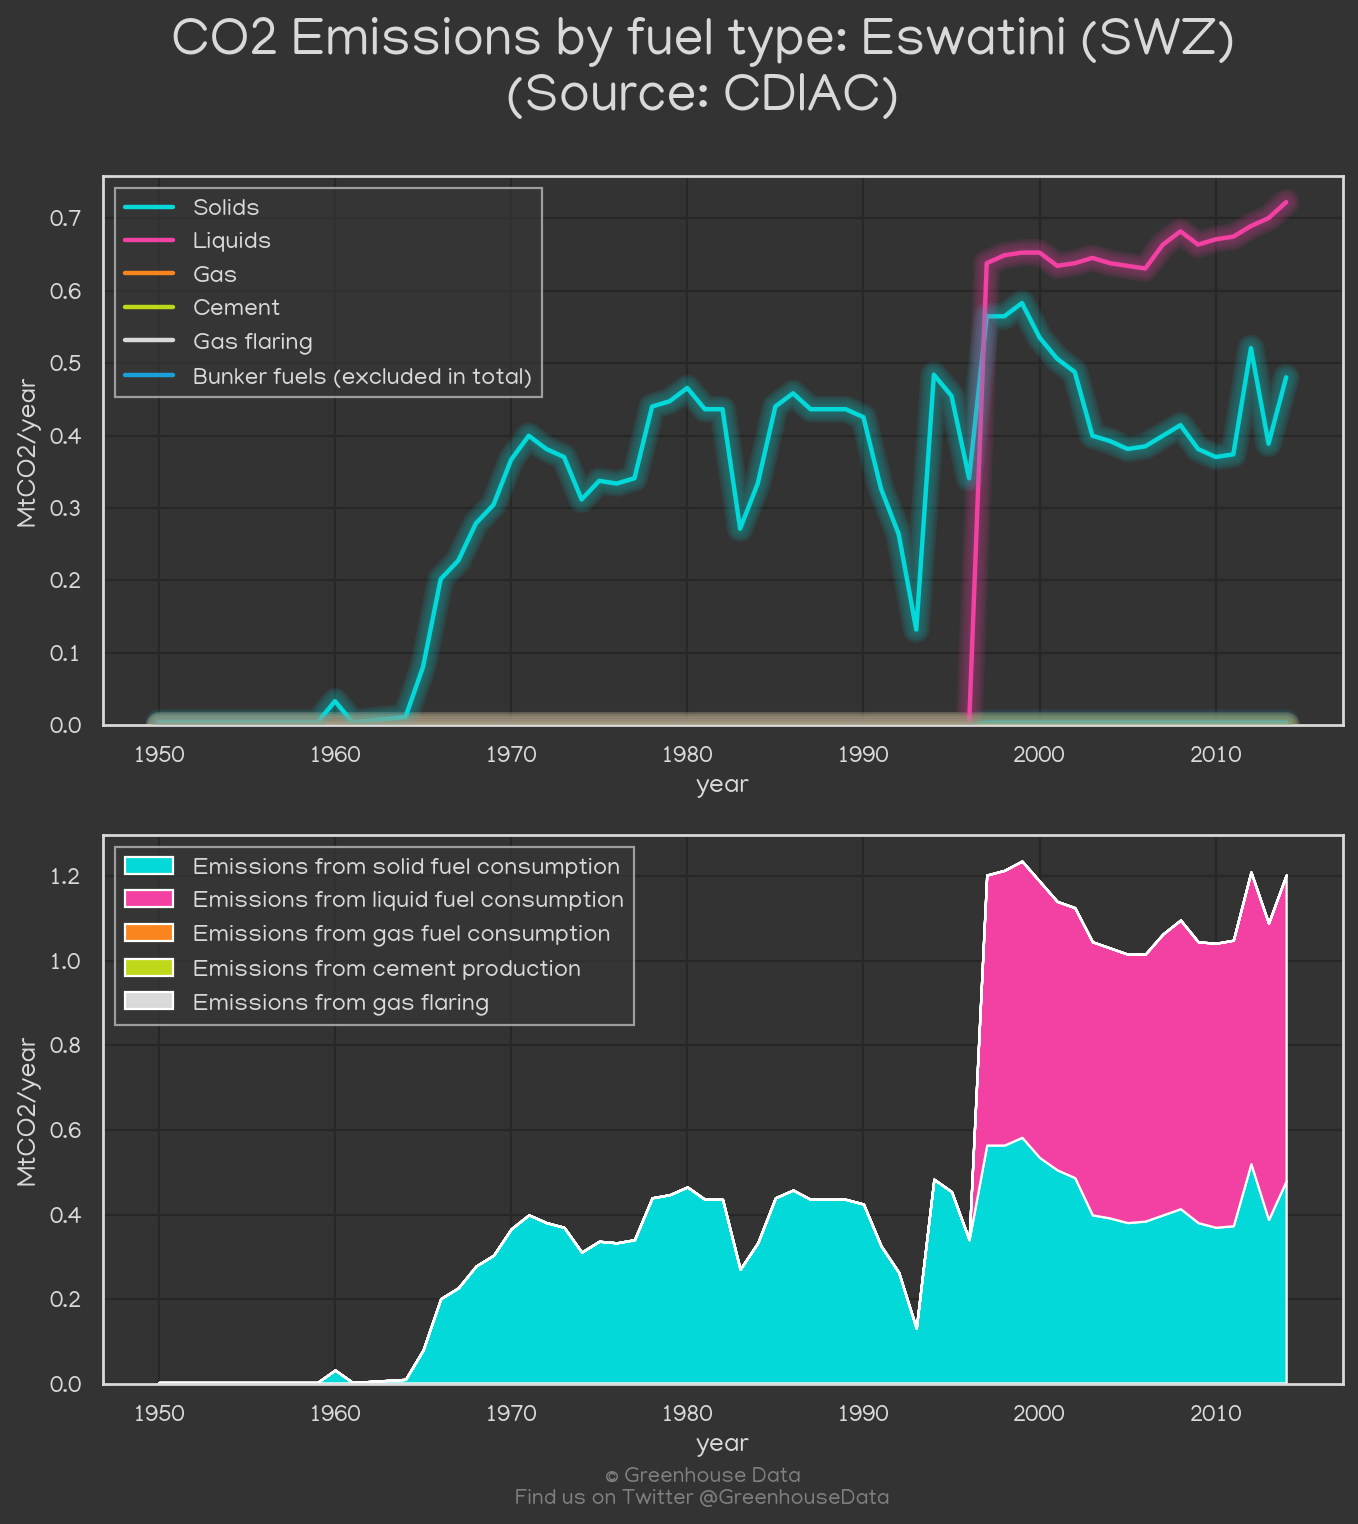 CO2 Emissions by fuel type: Eswatini (SWZ)
(Source: CDIAC)
Solids
Liquids
Gas
Cement
Gas flaring
Bunker fuels (excluded in total)
MtCO2/year
0.7
0.6
0.5
0.4
0.3
0.2
0.1
0.0
1950 1960 1970 1980 1990 2000 2010
year
Emissions from solid fuel consumption
Emissions from liquid fuel consumption
Emissions from gas fuel consumption
Emissions from cement production
Emissions from gas flaring
MtCO2/year
1.2
1.0
0.8
0.6
0.4
0.2
0.0
1950 1960 1970 1980 1990 2000 2010
year
© Greenhouse Data
Find us on Twitter @GreenhouseData